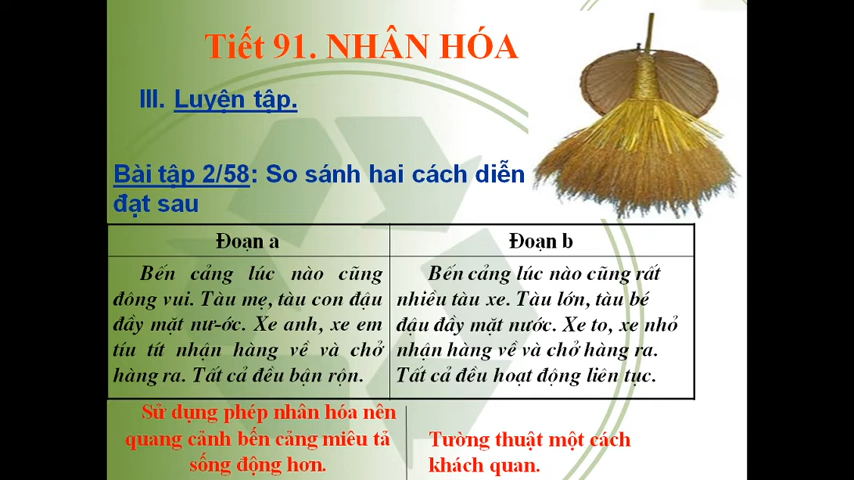 Tiết 91. NHÂN HÓA
III. Luyện tập.
Bài tập 2/58: So sánh hai cách diễn
đạt sau
Đoạn a
Bến cảng lúc nào cũng
đông vui. Tàu mẹ, tàu con đậu
đầy mặt nư-ớc. Xe anh, xe em
tíu tít nhận hàng về và chở
hàng ra. Tất cả đều bận rộn.
Đoạn b
Bến cảng lúc nào cũng rất
nhiều tàu xe. Tàu lớn, tàu bé
đậu đầy mặt nước. Xe to, xe nhỏ
nhận hàng về và chở hàng ra.
Tất cả đều hoạt động liên tục.
Sử dụng phép nhân hóa nên
quang cảnh bến cảng miêu tả
sống động hơn.
Tường thuật một cách
khách quan.